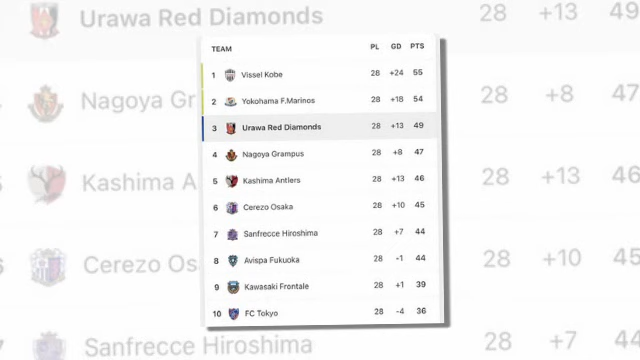 Urawa Red Diamonds 28 +13 49
TEAM PL GD PTS
1 Vissel Kobe 28 +24 55
2 Yokohama F.Marinos 28 +18 54
3 Urawa Red Diamonds 28 +13 49
4 Nagoya Grampus 28 +8 47
5 Kashima Antlers 28 +13 46
6 Cerezo Osaka 28 +10 45
7 Sanfrecce Hiroshima 28 +7 44
8 Avispa Fukuoka 28 -1 44
9 Kawasaki Frontale 28 +1 39
10 FC Tokyo 28 -4 36
Nagoya Gr 28 +8 47
Kashima A 28 +13 46
Cerezo Os 28 +10 45
Sanfrecce Hiroshima 28 +7 44